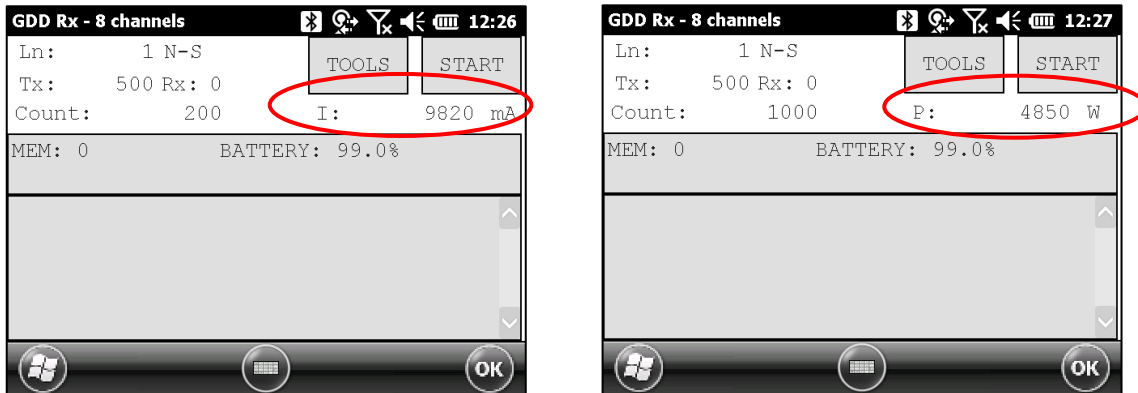 GDD Rx - 8 channels 12:26
Ln: 1 N-S
TOOLS START
Tx: 500 Rx: 0
Count: 200 I: 9820 mA
MEM: 0 BATTERY: 99.0%
OK
GDD Rx - 8 channels 12:27
Ln: 1 N-S
TOOLS START
Tx: 500 Rx: 0
Count: 1000 P: 4850 W
MEM: 0 BATTERY: 99.0%
OK